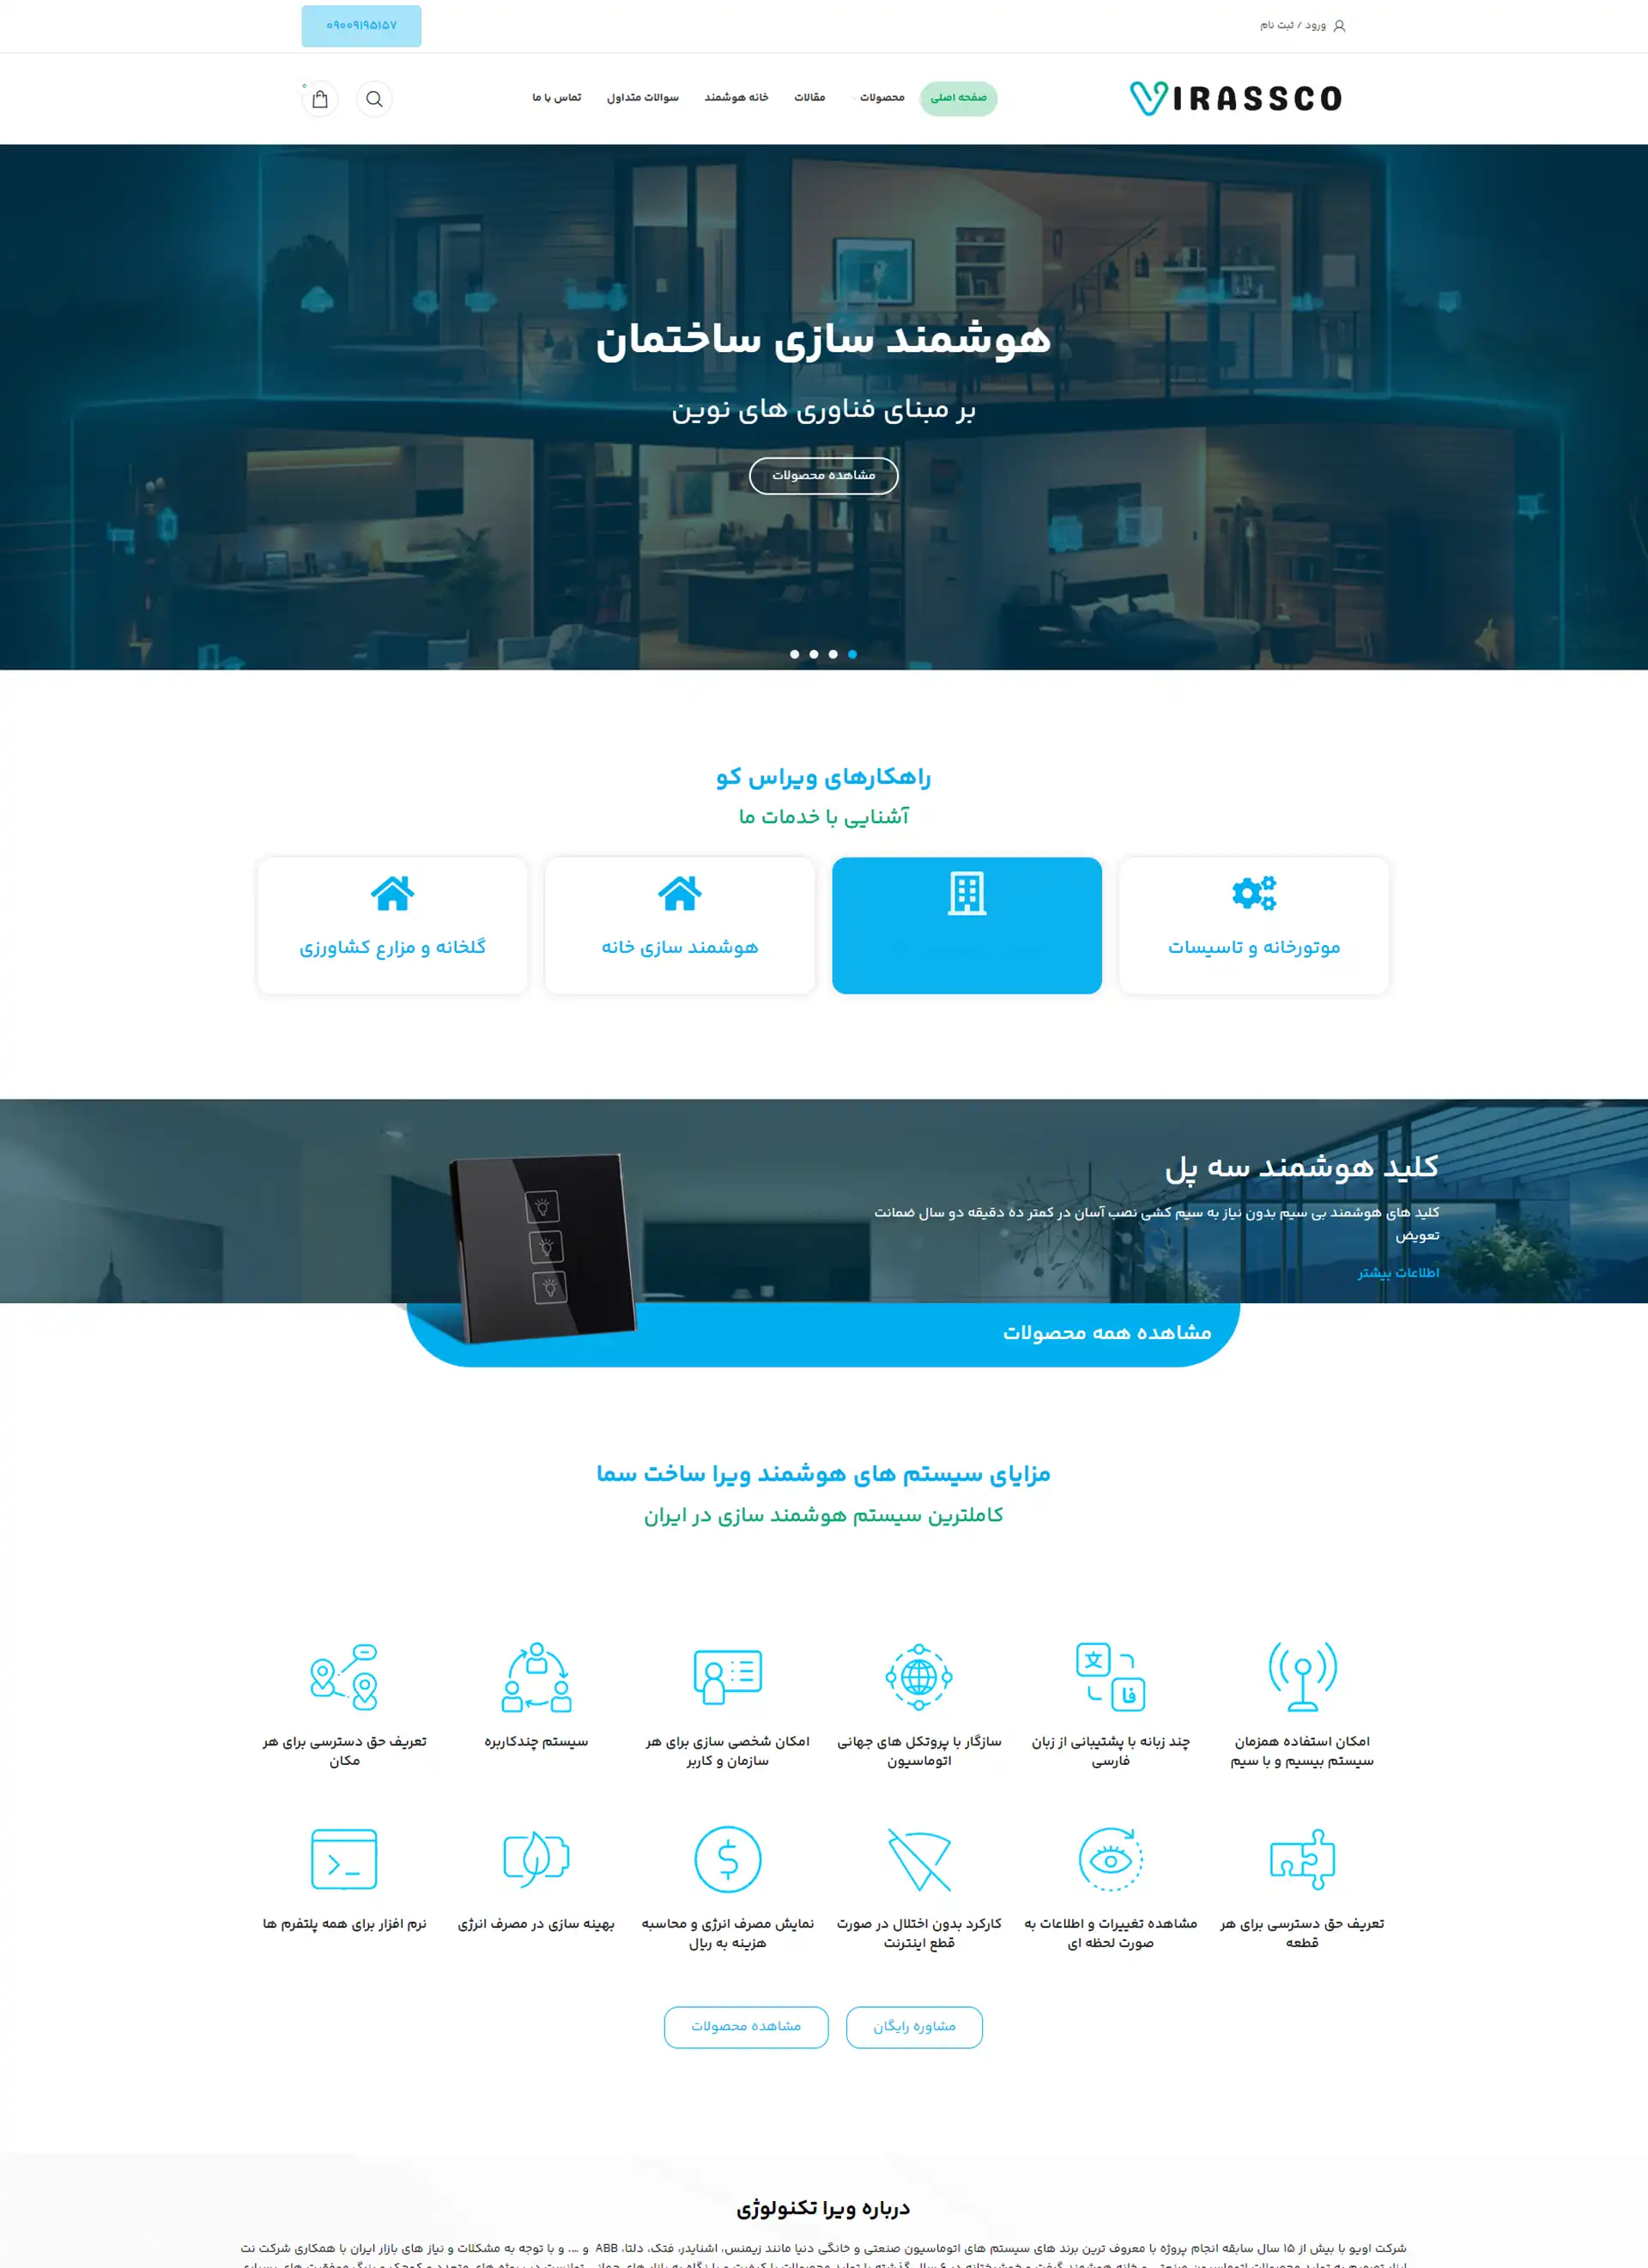 ورود / ثبت نام
۰۹۰۰۹۱۹۵۱۵۷
VIRASSCO
صفحه اصلی
محصولات
مقالات
خانه هوشمند
سوالات متداول
تماس با ما
۰
هوشمند سازی ساختمان
بر مبنای فناوری های نوین
مشاهده محصولات
راهکارهای ویراس کو
آشنایی با خدمات ما
موتورخانه و تاسیسات
هوشمند سازی خانه
گلخانه و مزارع کشاورزی
کلید هوشمند سه پل
کلید های هوشمند بی سیم بدون نیاز به سیم کشی نصب آسان در کمتر ده دقیقه دو سال ضمانت
تعویض
اطلاعات بیشتر
مشاهده همه محصولات
مزایای سیستم های هوشمند ویرا ساخت سما
کاملترین سیستم هوشمند سازی در ایران
文
فا
امکان استفاده همزمان
سیستم بیسیم و با سیم
چند زبانه با پشتیبانی از زبان
فارسی
سازگار با پروتکل های جهانی
اتوماسیون
امکان شخصی سازی برای هر
سازمان و کاربر
سیستم چندکاربره
تعریف حق دسترسی برای هر
مکان
تعریف حق دسترسی برای هر
قطعه
مشاهده تغییرات و اطلاعات به
صورت لحظه ای
کارکرد بدون اختلال در صورت
قطع اینترنت
نمایش مصرف انرژی و محاسبه
هزینه به ریال
بهینه سازی در مصرف انرژی
نرم افزار برای همه پلتفرم ها
مشاوره رایگان
مشاهده محصولات
درباره ویرا تکنولوژی
شرکت اویو با بیش از ۱۵ سال سابقه انجام پروژه با معروف ترین برند های سیستم های اتوماسیون صنعتی و خانگی دنیا مانند زیمنس، اشنایدر، فتک، دلتا، ABB و …. و با توجه به مشکلات و نیاز های بازار ایران با همکاری شرکت نت